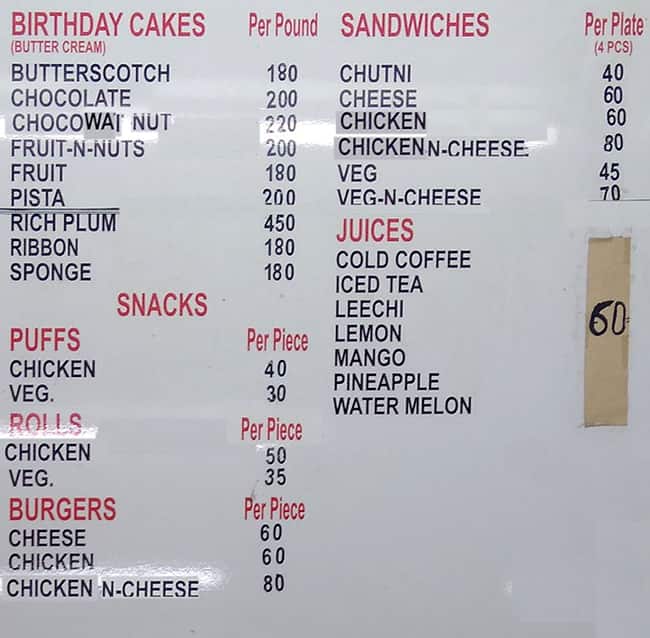 BIRTHDAY CAKES Per Pound
(BUTTER CREAM)
BUTTERSCOTCH 180
CHOCOLATE 200
CHOCOWAL NUT 220
FRUIT-N-NUTS 200
FRUIT 180
PISTA 200
RICH PLUM 450
RIBBON 180
SPONGE 180
SNACKS
PUFFS Per Piece
CHICKEN 40
VEG. 30
ROLLS Per Piece
CHICKEN 50
VEG. 35
BURGERS Per Piece
CHEESE 60
CHICKEN 60
CHICKEN N-CHEESE 80
SANDWICHES Per Plate
(4 PCS)
CHUTNI 40
CHEESE 60
CHICKEN 60
CHICKEN N-CHEESE. 80
VEG 45
VEG-N-CHEESE 70
JUICES
COLD COFFEE
ICED TEA
LEECHI
LEMON 60
MANGO
PINEAPPLE
WATER MELON